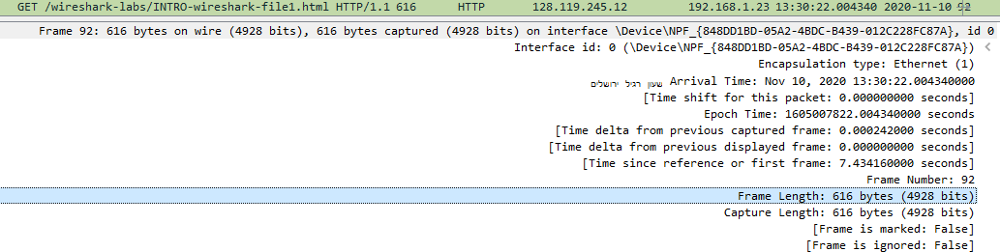 GET /wireshark-labs/INTRO-wireshark-file1.html HTTP/1.1 616 HTTP 128.119.245.12 192.168.1.23 13:30:22.004340 2020-11-10 92
Frame 92: 616 bytes on wire (4928 bits), 616 bytes captured (4928 bits) on interface \Device\NPF_{848DD1BD-05A2-4BDC-B439-012C228FC87A}, id 0
Interface id: 0 (\Device\NPF_{848DD1BD-05A2-4BDC-B439-012C228FC87A})
Encapsulation type: Ethernet (1)
שעון רגיל ירושלים Arrival Time: Nov 10, 2020 13:30:22.004340000
[Time shift for this packet: 0.000000000 seconds]
Epoch Time: 1605007822.004340000 seconds
[Time delta from previous captured frame: 0.000242000 seconds]
[Time delta from previous displayed frame: 0.000000000 seconds]
[Time since reference or first frame: 7.434160000 seconds]
Frame Number: 92
Frame Length: 616 bytes (4928 bits)
Capture Length: 616 bytes (4928 bits)
[Frame is marked: False]
[Frame is ignored: False]